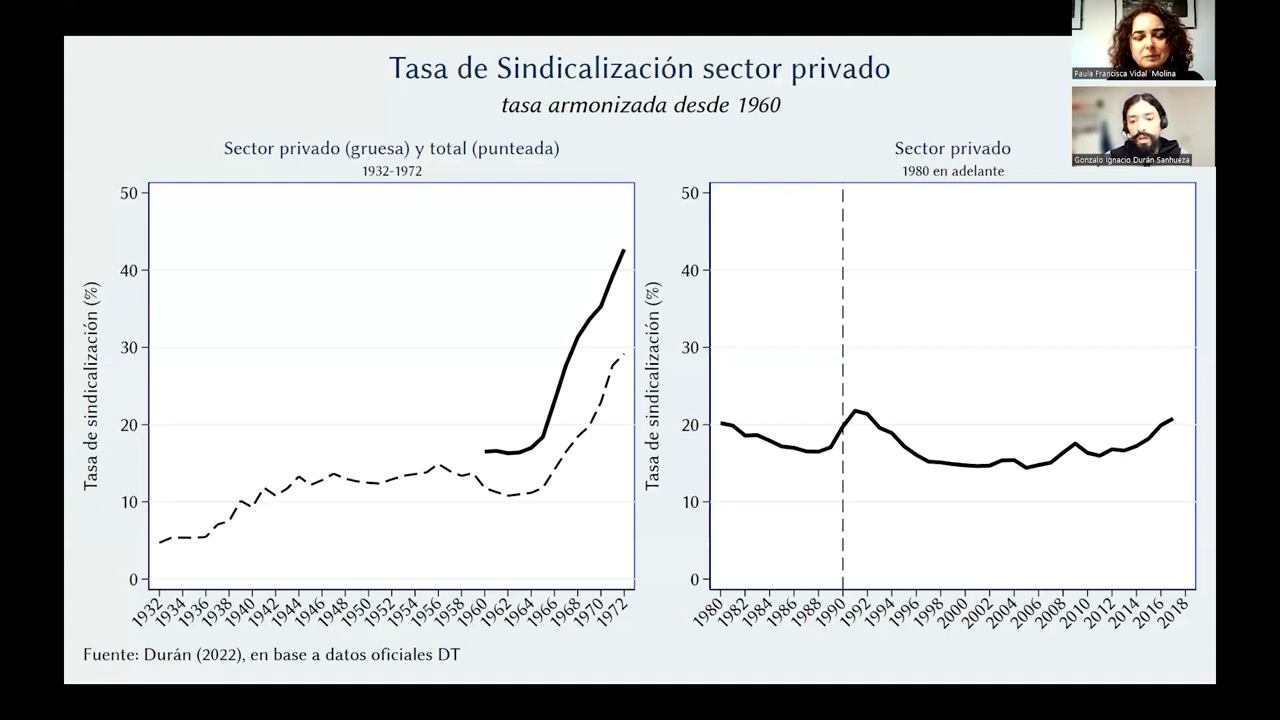 Tasa de Sindicalización sector privado
tasa armonizada desde 1960
Paula Francisca Vidal Molina
Gonzalo Ignacio Durán Sanhueza
Sector privado (gruesa) y total (punteada)
1932-1972
Tasa de sindicalización (%)
50
40
30
20
10
0
1932 1934 1936 1938 1940 1942 1944 1946 1948 1950 1952 1954 1956 1958 1960 1962 1964 1966 1968 1970 1972
Sector privado
1980 en adelante
Tasa de sindicalización (%)
50
40
30
20
10
0
1980 1982 1984 1986 1988 1990 1992 1994 1996 1998 2000 2002 2004 2006 2008 2010 2012 2014 2016 2018
Fuente: Durán (2022), en base a datos oficiales DT